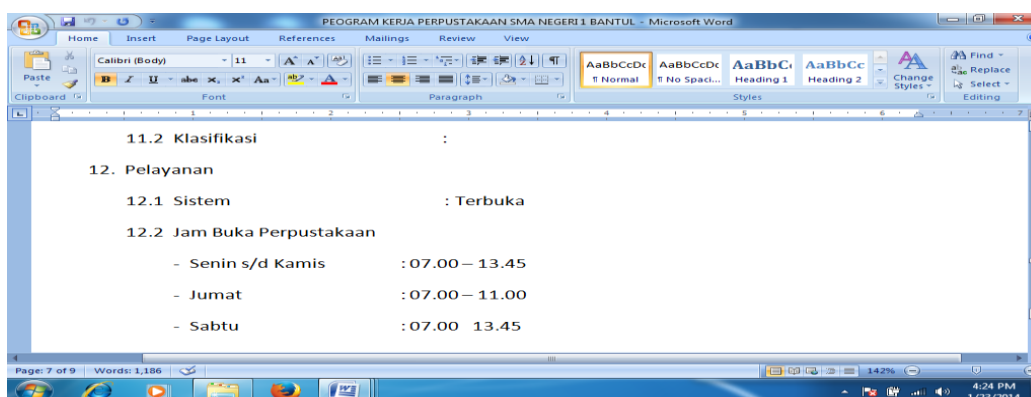 PEOGRAM KERJA PERPUSTAKAAN SMA NEGERI 1 BANTUL - Microsoft Word
Home Insert Page Layout References Mailings Review View
Calibri (Body) 11
Paste
AaBbCcDc AaBbCcDc AaBbC AaBbCc
¶ Normal ¶ No Spaci... Heading 1 Heading 2
Change Styles
Find
Replace
Select
Clipboard Font Paragraph Styles Editing
11.2 Klasifikasi :
12. Pelayanan
12.1 Sistem : Terbuka
12.2 Jam Buka Perpustakaan
- Senin s/d Kamis : 07.00 – 13.45
- Jumat : 07.00 – 11.00
- Sabtu : 07.00 13.45
Page: 7 of 9 Words: 1,186 142%
4:24 PM
1/23/2014